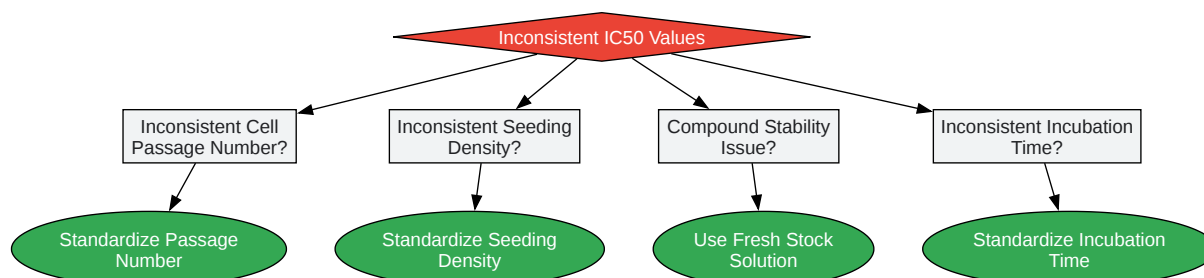 Inconsistent IC50 Values
Inconsistent Cell
Passage Number?
Inconsistent Seeding
Density?
Compound Stability
Issue?
Inconsistent Incubation
Time?
Standardize Passage
Number
Standardize Seeding
Density
Use Fresh Stock
Solution
Standardize Incubation
Time